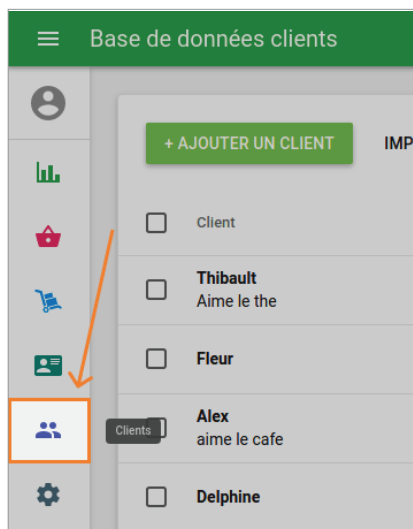 Base de données clients
+ AJOUTER UN CLIENT
IMP
Client
Thibault
Aime le the
Fleur
Alex
Clients
aime le cafe
Delphine